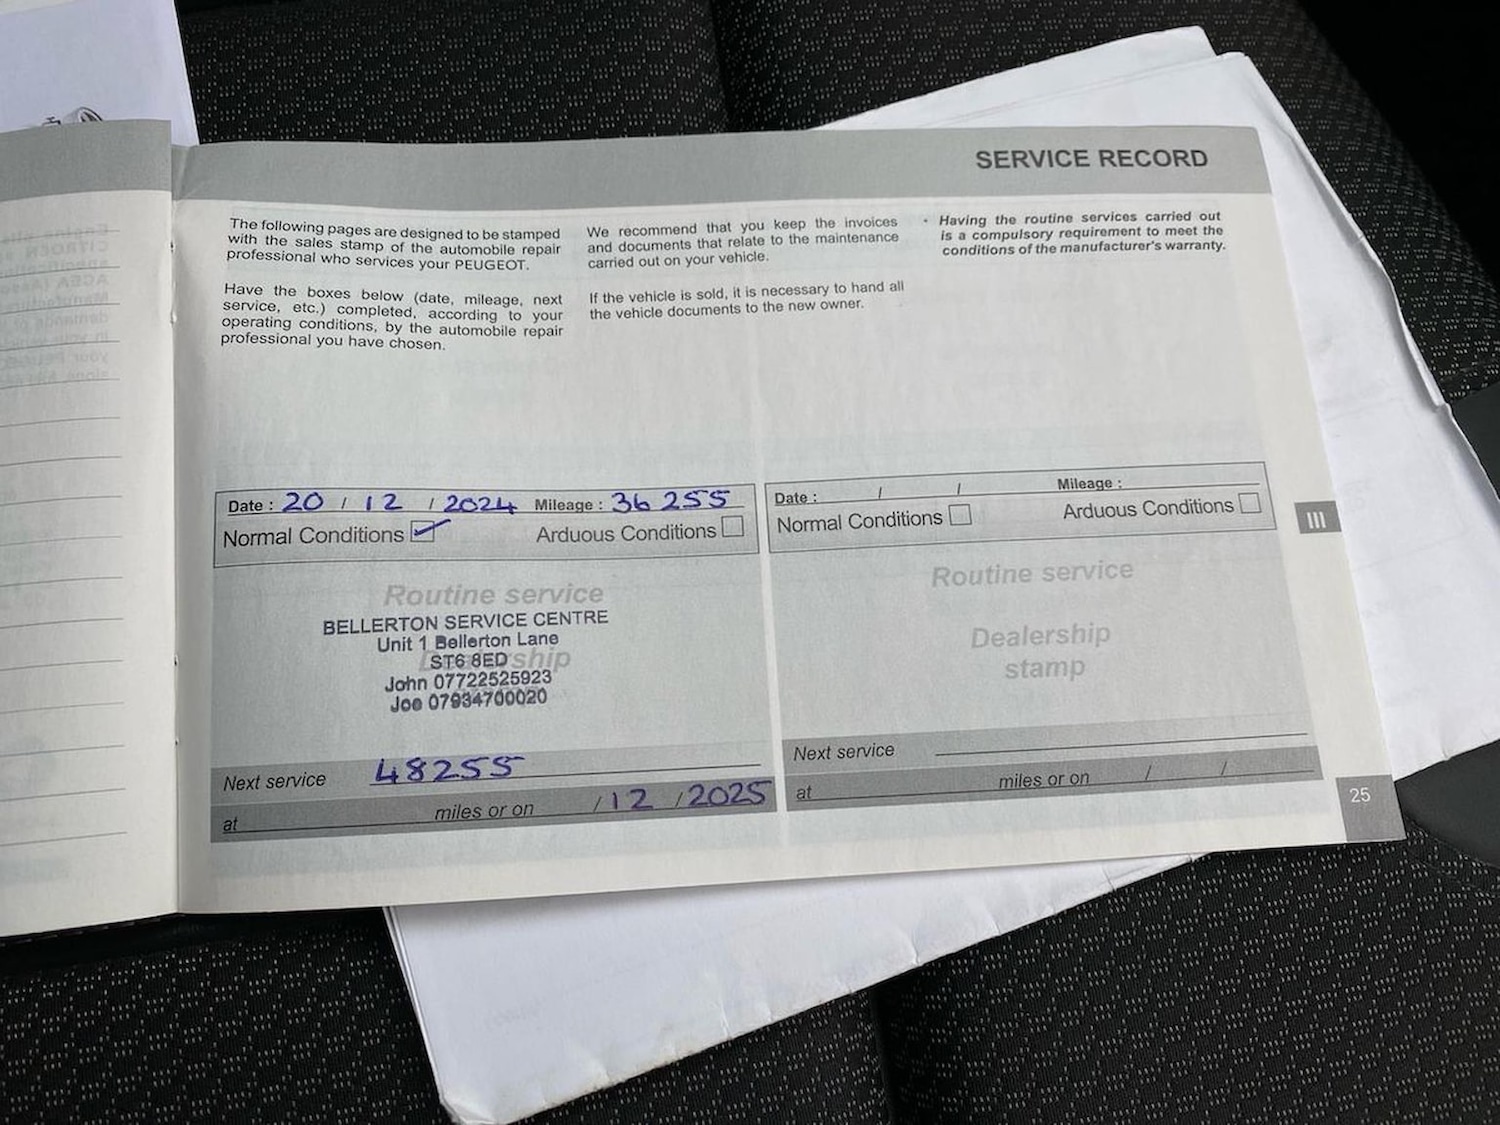 SERVICE RECORD
The following pages are designed to be stamped
with the sales stamp of the automobile repair
professional who services your PEUGEOT.
Have the boxes below (date, mileage, next
service, etc.) completed, according to your
operating conditions, by the automobile repair
professional you have chosen.
We recommend that you keep the invoices
and documents that relate to the maintenance
carried out on your vehicle.
If the vehicle is sold, it is necessary to hand all
the vehicle documents to the new owner.
• Having the routine services carried out
is a compulsory requirement to meet the
conditions of the manufacturer's warranty.
Date : 20 / 12 / 2024 Mileage : 36 255
Normal Conditions Arduous Conditions
Routine service
BELLERTON SERVICE CENTRE
Unit 1 Bellerton Lane
ST6 8ED
John 07722525923
Joe 07934700020
Next service 48255
at miles or on / 12 / 2025
Date : / / Mileage :
Normal Conditions Arduous Conditions
Routine service
Dealership
stamp
Next service
at miles or on / /
III
25